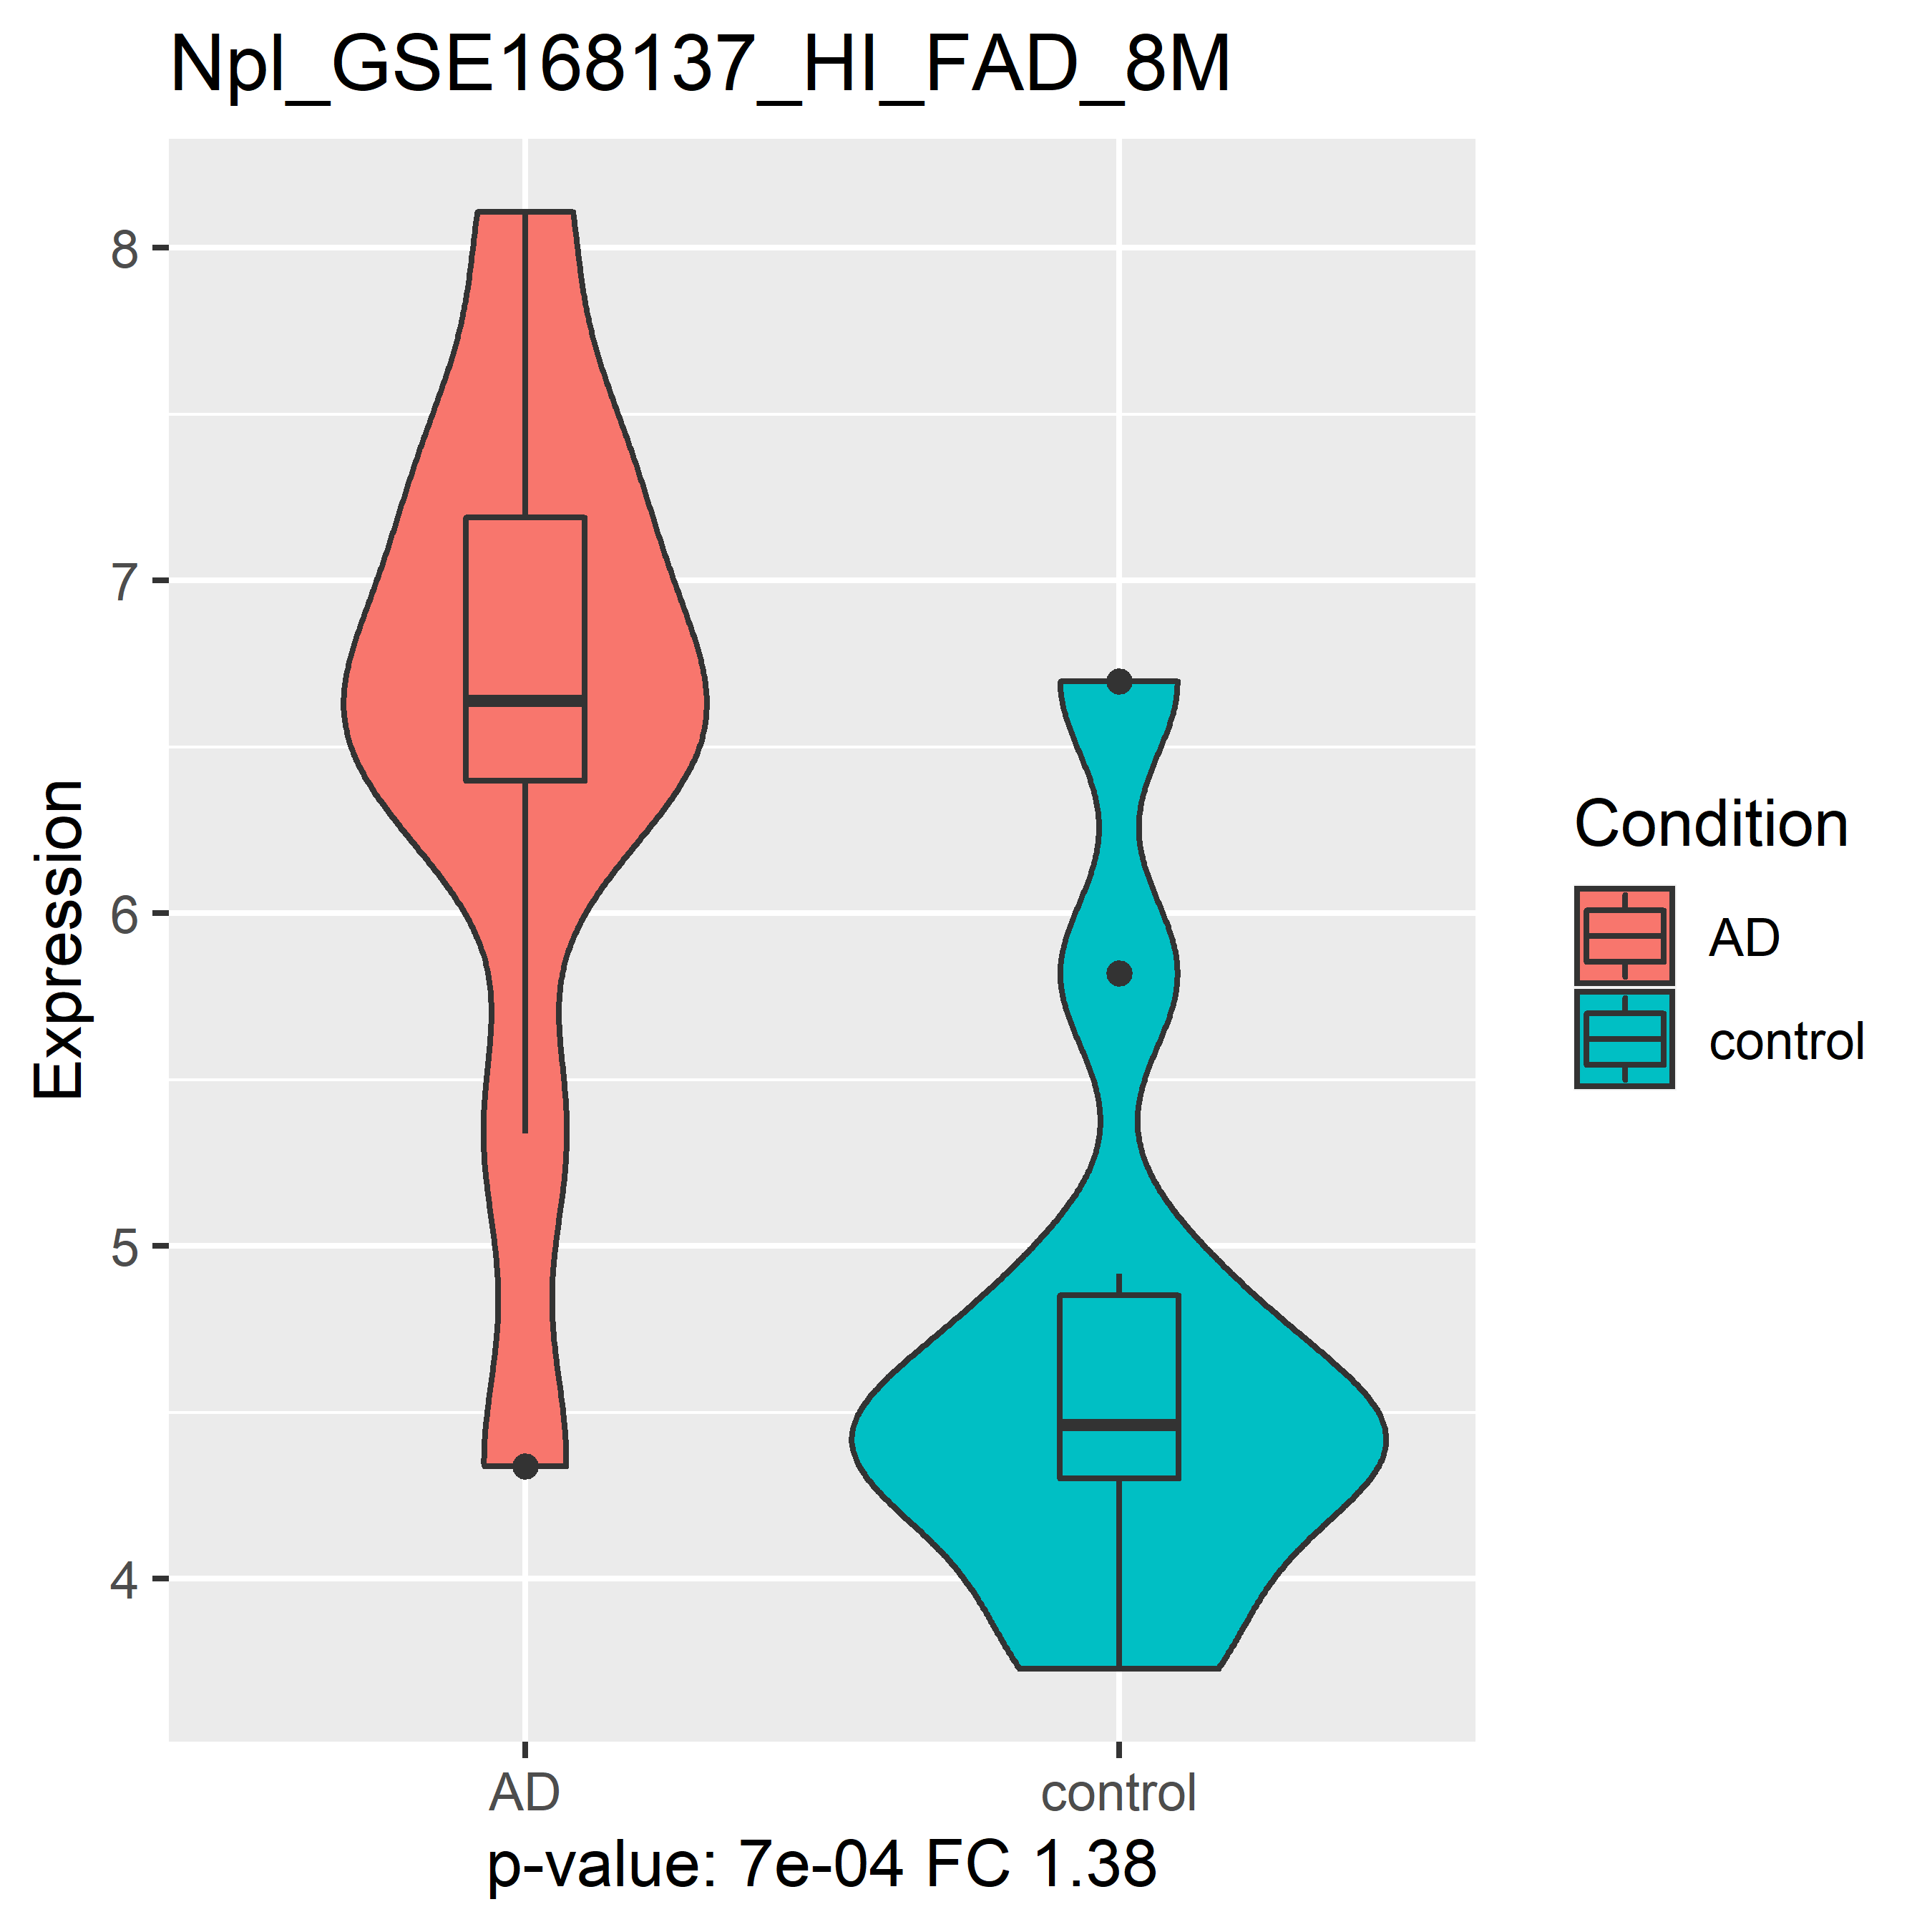 Npl_GSE168137_HI_FAD_8M
Expression
8
7
6
5
4
AD
control
p-value: 7e-04 FC 1.38
Condition
AD
control